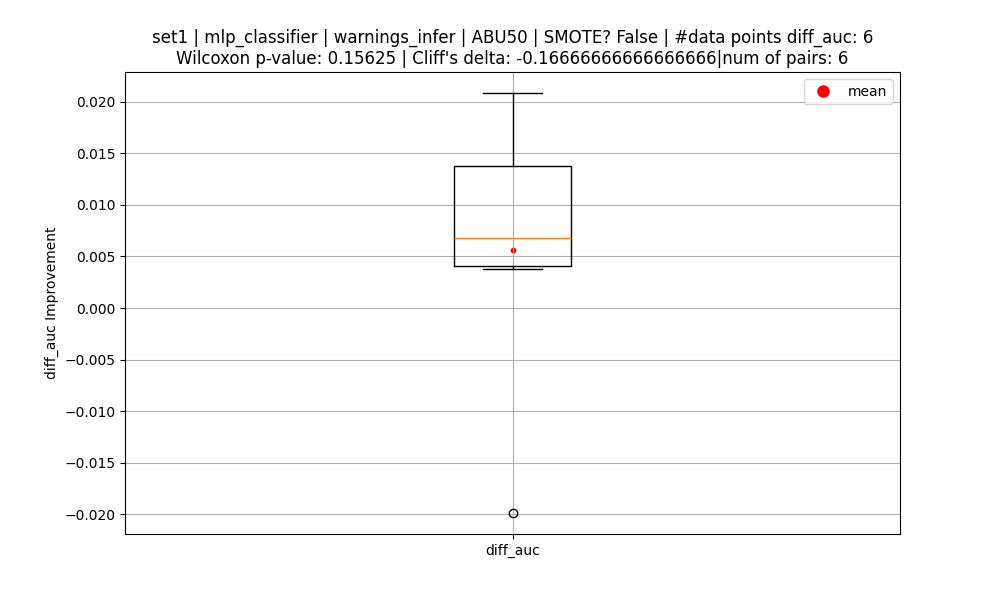 set1 | mlp_classifier | warnings_infer | ABU50 | SMOTE? False | #data points diff_auc: 6
Wilcoxon p-value: 0.15625 | Cliff's delta: -0.16666666666666666|num of pairs: 6
mean
0.020
0.015
0.010
0.005
0.000
−0.005
−0.010
−0.015
−0.020
diff_auc Improvement
diff_auc